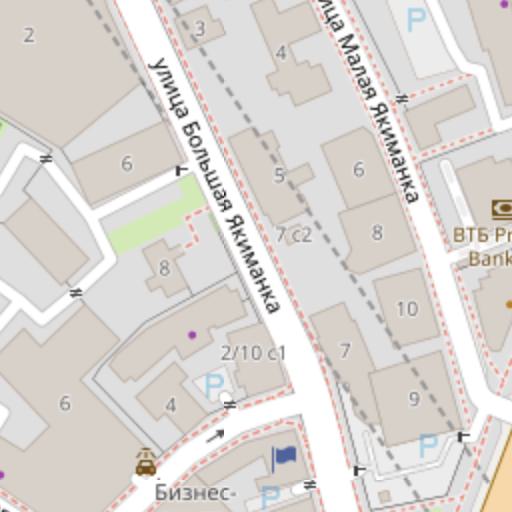 2
3
4
P
ица Малая Якиманка
улица Большая Якиманка
6
5
6
7 с2
8
ВТБ Pr
Bank
8
10
2/10 с1
7
P
4
9
6
P
Бизнес-
P